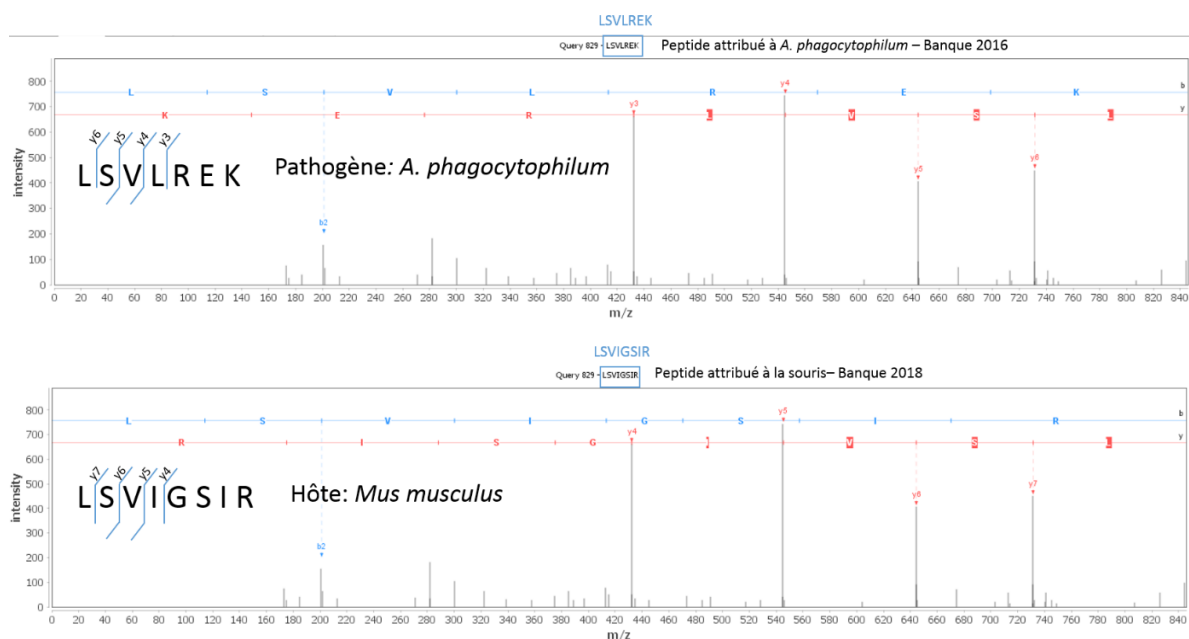 LSVLREK
Query 829 - LSVLREK Peptide attribué à A. phagocytophilum – Banque 2016
800
700
600
500
400
300
200
100
0
intensity
L S V L R E K b
K E R L V S L y
y6 y5 y4 y3
L S V L R E K
Pathogène: A. phagocytophilum
b2 y3 y4 y5 y6
0 20 40 60 80 100 120 140 160 180 200 220 240 260 280 300 320 340 360 380 400 420 440 460 480 500 520 540 560 580 600 620 640 660 680 700 720 740 760 780 800 820 840
m/z
LSVIGSIR
Query 829 - LSVIGSIR Peptide attribué à la souris– Banque 2018
800
700
600
500
400
300
200
100
0
intensity
L S V I G S I R b
R I S G I V S L y
y7 y6 y5 y4
L S V I G S I R
Hôte: Mus musculus
b2 y4 y5 y6 y7
0 20 40 60 80 100 120 140 160 180 200 220 240 260 280 300 320 340 360 380 400 420 440 460 480 500 520 540 560 580 600 620 640 660 680 700 720 740 760 780 800 820 840
m/z